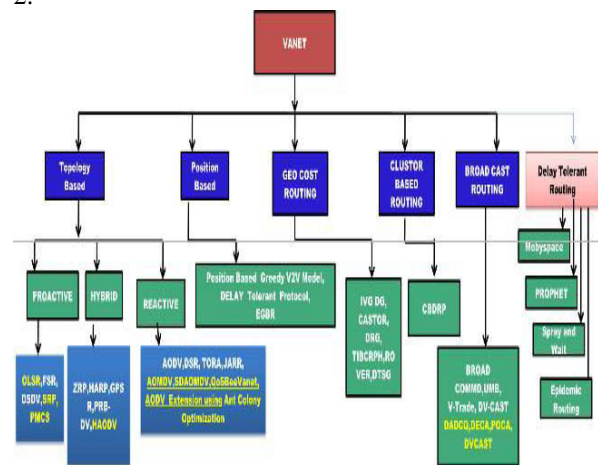 2.
VANET
Topology
Based
Position
Based
GEO COST
ROUTING
CLUSTOR
BASED
ROUTING
BROAD CAST
ROUTING
Delay Tolerant
Routing
PROACTIVE
HYBRID
REACTIVE
Position Based Greedy V2V Model,
DELAY Tolerant Protocol,
EGBR
IVG DG,
CASTOR,
DRG,
TIBCRPH,RO
VER,DTSG
CBDRP
Mobyspace
PROPHET
Spray and
Wait
Epidemic
Routing
OLSR,FSR,
DSDV,SRP,
PMCS
ZRP,HARP,GPS
R,PRB-
DV,HAODV
AODV,DSR, TORA,JARR,
AOMDV,SDAOMDV,QoSBeeVanet,
AODV Extension using Ant Colony
Optimization
BROAD
COMMD,UMB,
V-Trade, DV-CAST
DADCQ,DECA,POCA,
DVCAST